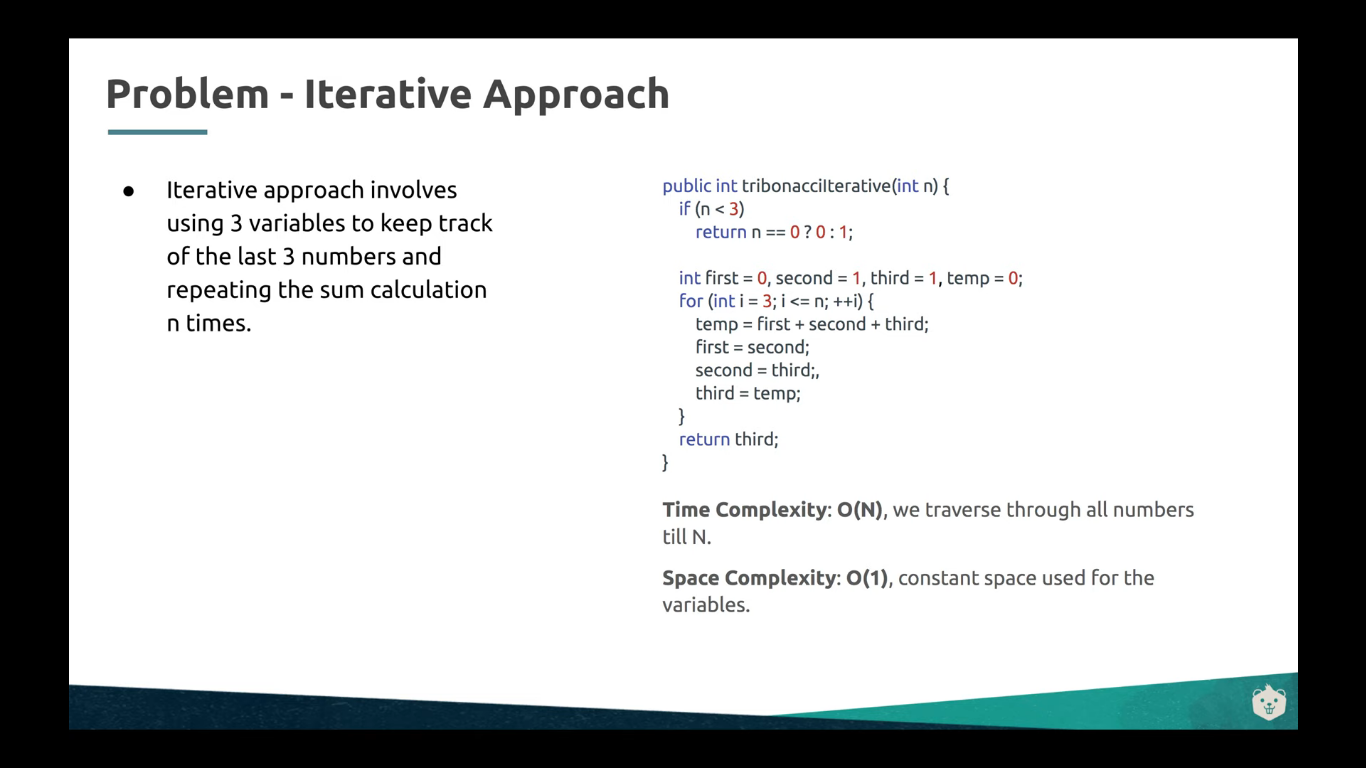 Problem - Iterative Approach
● Iterative approach involves
using 3 variables to keep track
of the last 3 numbers and
repeating the sum calculation
n times.
public int tribonacciIterative(int n) {
if (n < 3)
return n == 0 ? 0 : 1;
int first = 0, second = 1, third = 1, temp = 0;
for (int i = 3; i <= n; ++i) {
temp = first + second + third;
first = second;
second = third;,
third = temp;
}
return third;
}
Time Complexity: O(N), we traverse through all numbers
till N.
Space Complexity: O(1), constant space used for the
variables.